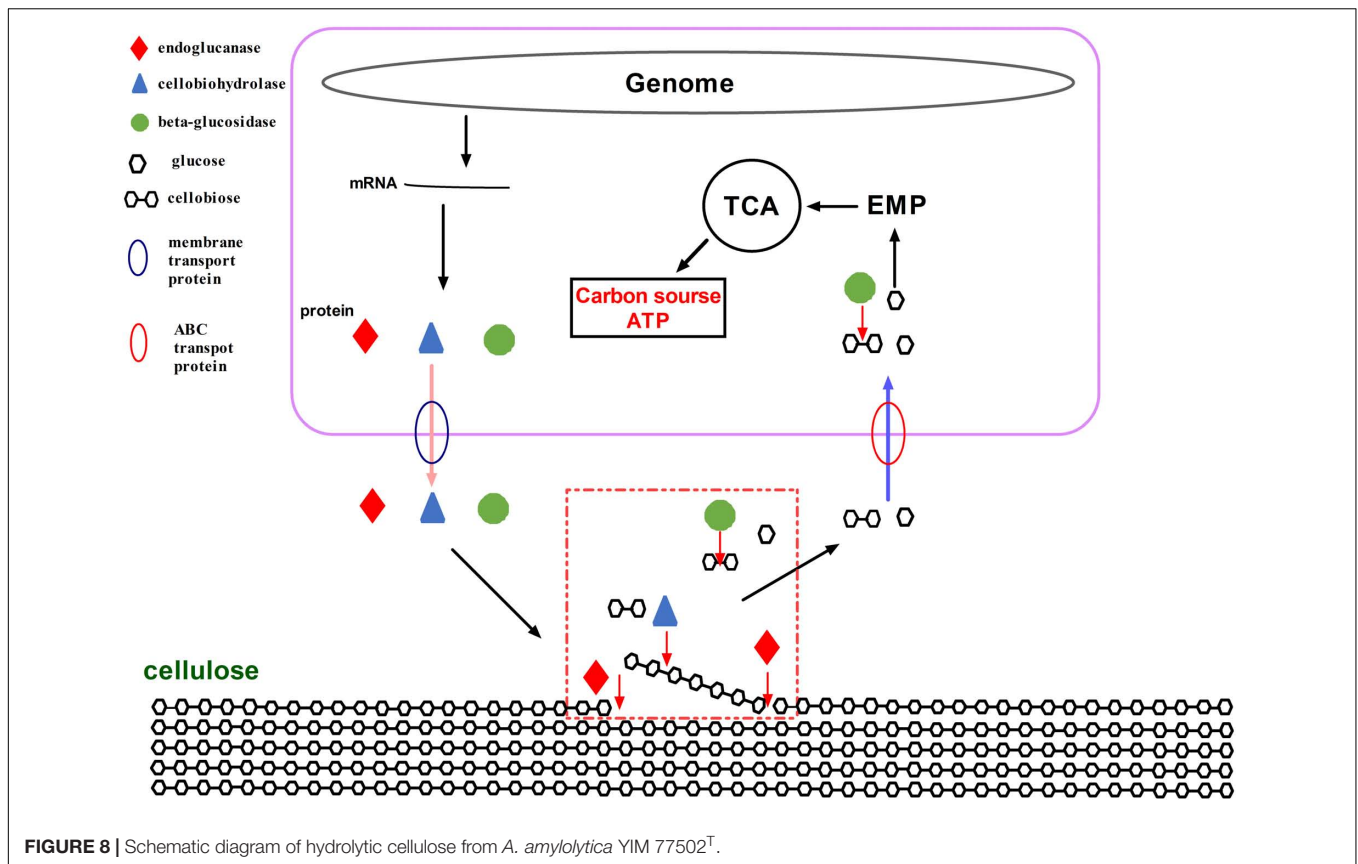 endoglucanase
cellobiohydrolase
beta-glucosidase
glucose
cellobiose
membrane
transport
protein
ABC
transpot
protein
Genome
mRNA
TCA
EMP
Carbon sourse
ATP
protein
cellulose
FIGURE 8 | Schematic diagram of hydrolytic cellulose from A. amylolytica YIM 77502T.